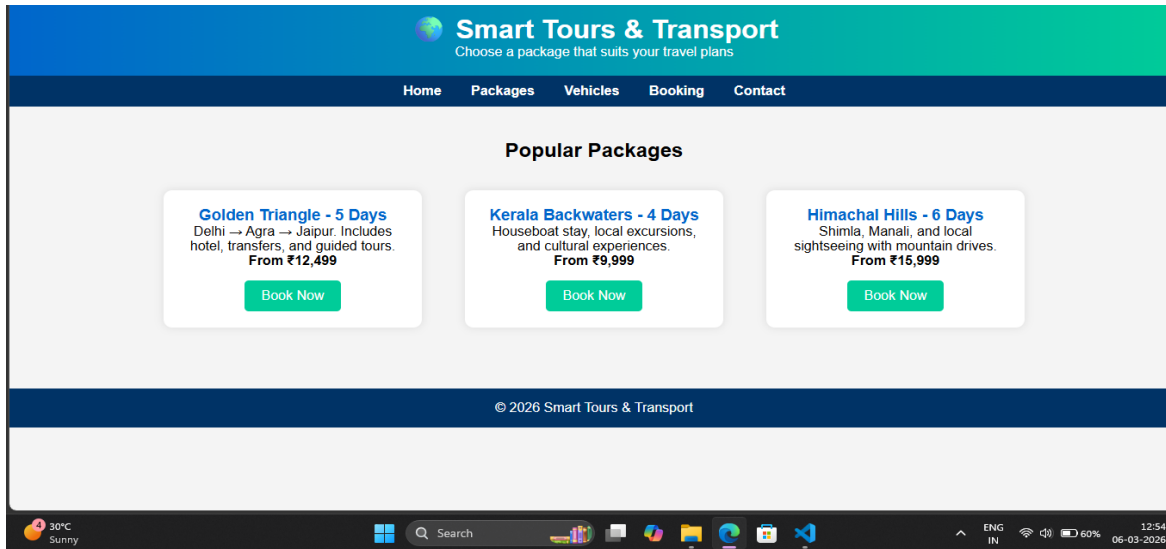 Smart Tours & Transport
Choose a package that suits your travel plans
Home Packages Vehicles Booking Contact
Popular Packages
Golden Triangle - 5 Days
Delhi → Agra → Jaipur. Includes
hotel, transfers, and guided tours.
From ₹12,499
Book Now
Kerala Backwaters - 4 Days
Houseboat stay, local excursions,
and cultural experiences.
From ₹9,999
Book Now
Himachal Hills - 6 Days
Shimla, Manali, and local
sightseeing with mountain drives.
From ₹15,999
Book Now
© 2026 Smart Tours & Transport
4
30°C
Sunny
Search
ENG
IN
60%
12:54
06-03-2026